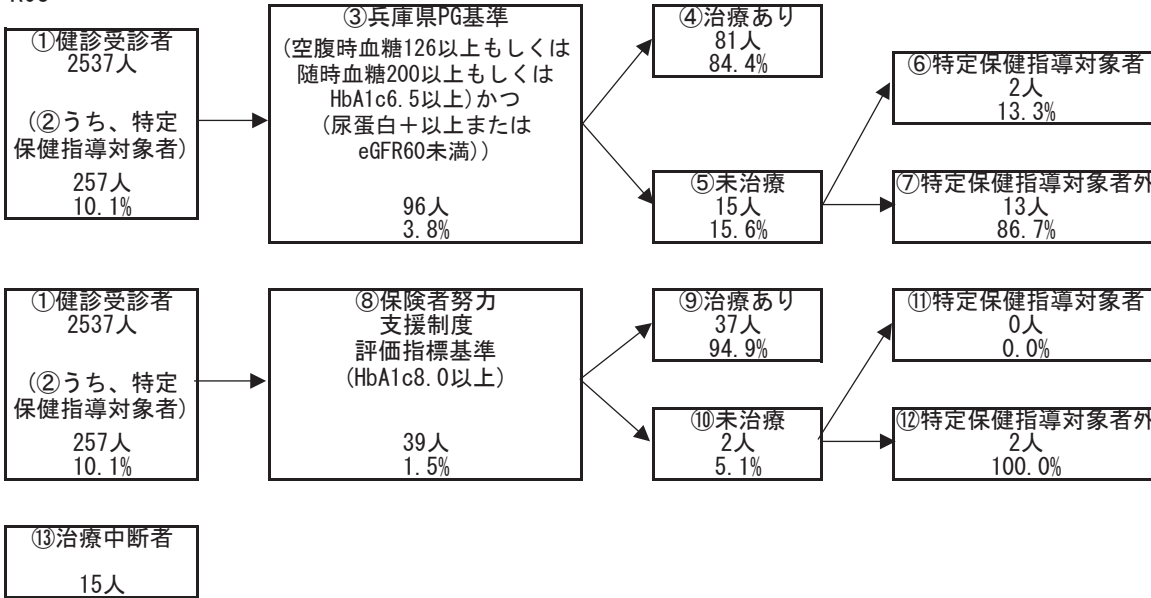 ①健診受診者
2537人
(②うち、特定
保健指導対象者)
257人
10.1%
③兵庫県PG基準
(空腹時血糖126以上もしくは
随時血糖200以上もしくは
HbA1c6.5以上)かつ
(尿蛋白＋以上または
eGFR60未満))
96人
3.8%
④治療あり
81人
84.4%
⑤未治療
15人
15.6%
⑥特定保健指導対象者
2人
13.3%
⑦特定保健指導対象者外
13人
86.7%
①健診受診者
2537人
(②うち、特定
保健指導対象者)
257人
10.1%
⑧保険者努力
支援制度
評価指標基準
(HbA1c8.0以上)
39人
1.5%
⑨治療あり
37人
94.9%
⑩未治療
2人
5.1%
⑪特定保健指導対象者
0人
0.0%
⑫特定保健指導対象者外
2人
100.0%
⑬治療中断者
15人